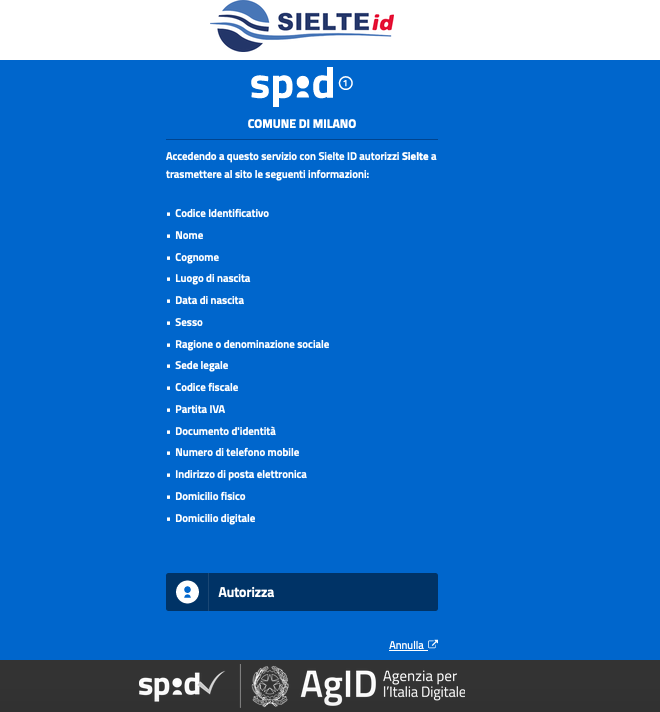 SIELTE id
spid 1
COMUNE DI MILANO
Accedendo a questo servizio con Sielte ID autorizzi Sielte a
trasmettere al sito le seguenti informazioni:
▪ Codice Identificativo
▪ Nome
▪ Cognome
▪ Luogo di nascita
▪ Data di nascita
▪ Sesso
▪ Ragione o denominazione sociale
▪ Sede legale
▪ Codice fiscale
▪ Partita IVA
▪ Documento d'identità
▪ Numero di telefono mobile
▪ Indirizzo di posta elettronica
▪ Domicilio fisico
▪ Domicilio digitale
Autorizza
Annulla
spid
AgID Agenzia per
l'Italia Digitale